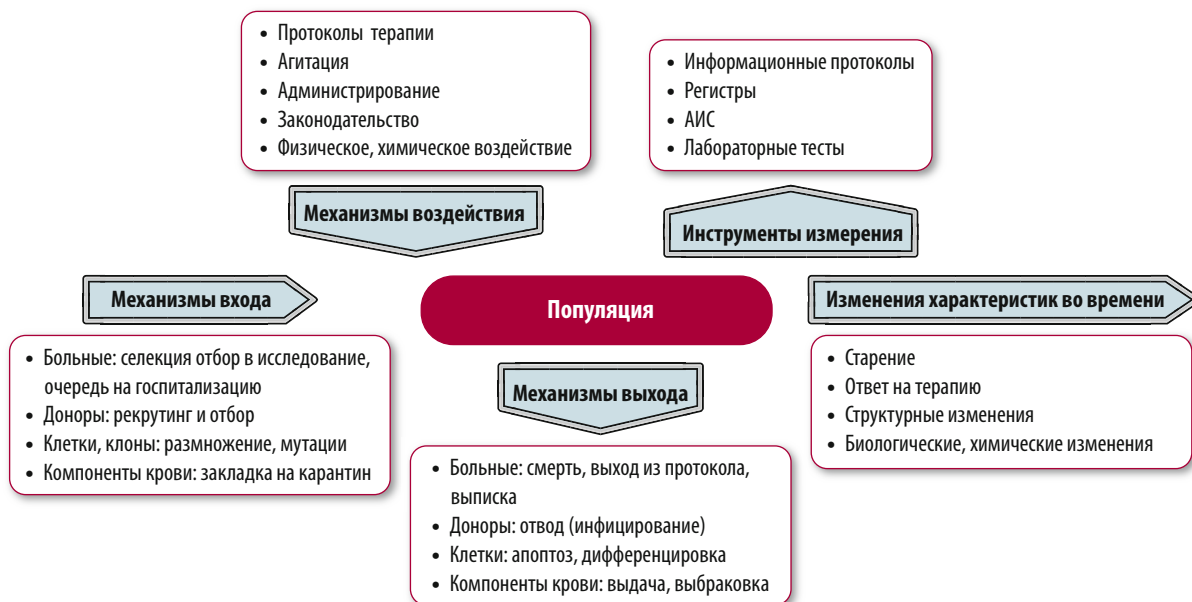 • Протоколы терапии
• Агитация
• Администрирование
• Законодательство
• Физическое, химическое воздействие
• Информационные протоколы
• Регистры
• АИС
• Лабораторные тесты
Механизмы воздействия
Инструменты измерения
Механизмы входа
Популяция
Изменения характеристик во времени
• Больные: селекция отбор в исследование,
очередь на госпитализацию
• Доноры: рекрутинг и отбор
• Клетки, клоны: размножение, мутации
• Компоненты крови: закладка на карантин
Механизмы выхода
• Больные: смерть, выход из протокола,
выписка
• Доноры: отвод (инфицирование)
• Клетки: апоптоз, дифференцировка
• Компоненты крови: выдача, выбраковка
• Старение
• Ответ на терапию
• Структурные изменения
• Биологические, химические изменения